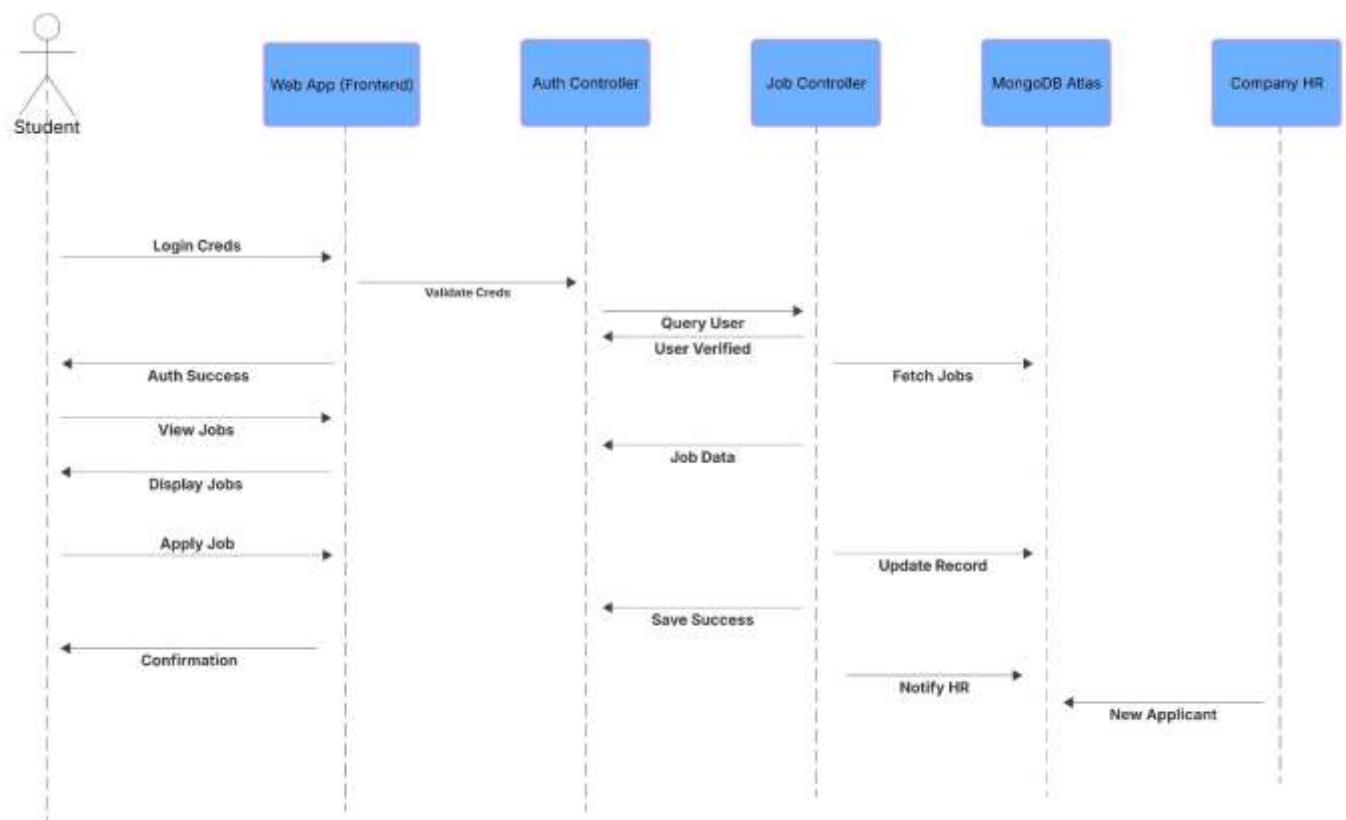 Web App (Frontend)
Auth Controller
Job Controller
MongoDB Atlas
Company HR
Student
Login Creds
Validate Creds
Query User
User Verified
Auth Success
Fetch Jobs
View Jobs
Job Data
Display Jobs
Apply Job
Update Record
Save Success
Confirmation
Notify HR
New Applicant